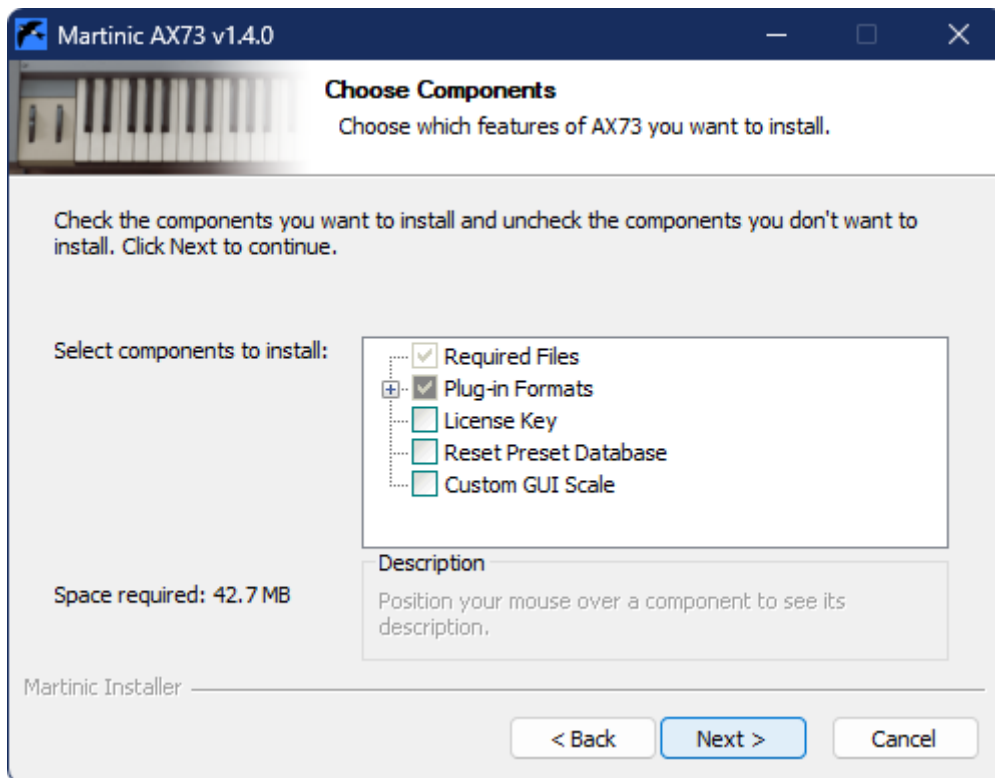 Martinic AX73 v1.4.0
Choose Components
Choose which features of AX73 you want to install.
Check the components you want to install and uncheck the components you don't want to
install. Click Next to continue.
Select components to install:
Required Files
Plug-in Formats
License Key
Reset Preset Database
Custom GUI Scale
Space required: 42.7 MB
Description
Position your mouse over a component to see its
description.
Martinic Installer
< Back
Next >
Cancel